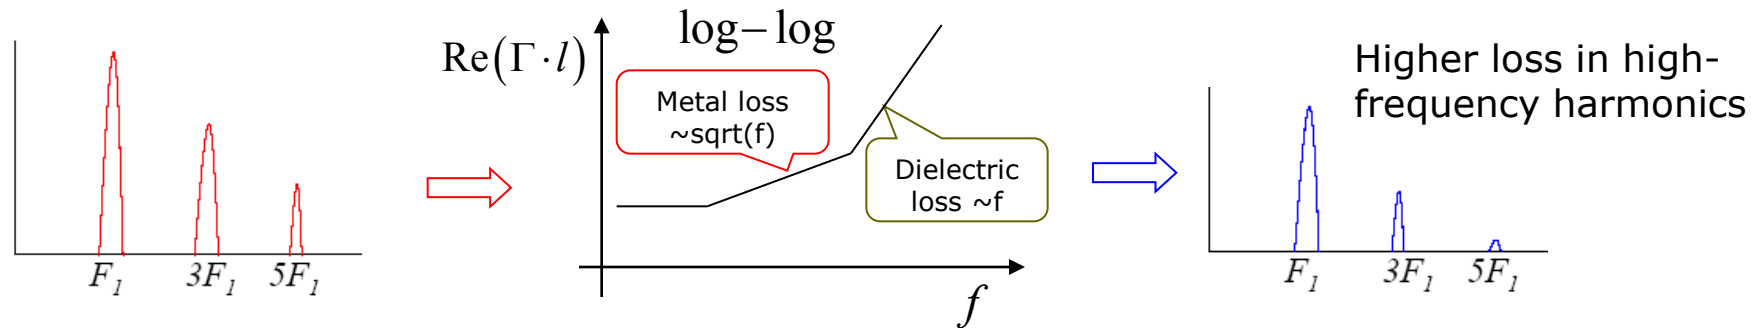 F1
3F1
5F1
Re(Γ·l)
log–log
Metal loss
~sqrt(f)
Dielectric
loss ~f
f
Higher loss in high-
frequency harmonics
F1
3F1
5F1